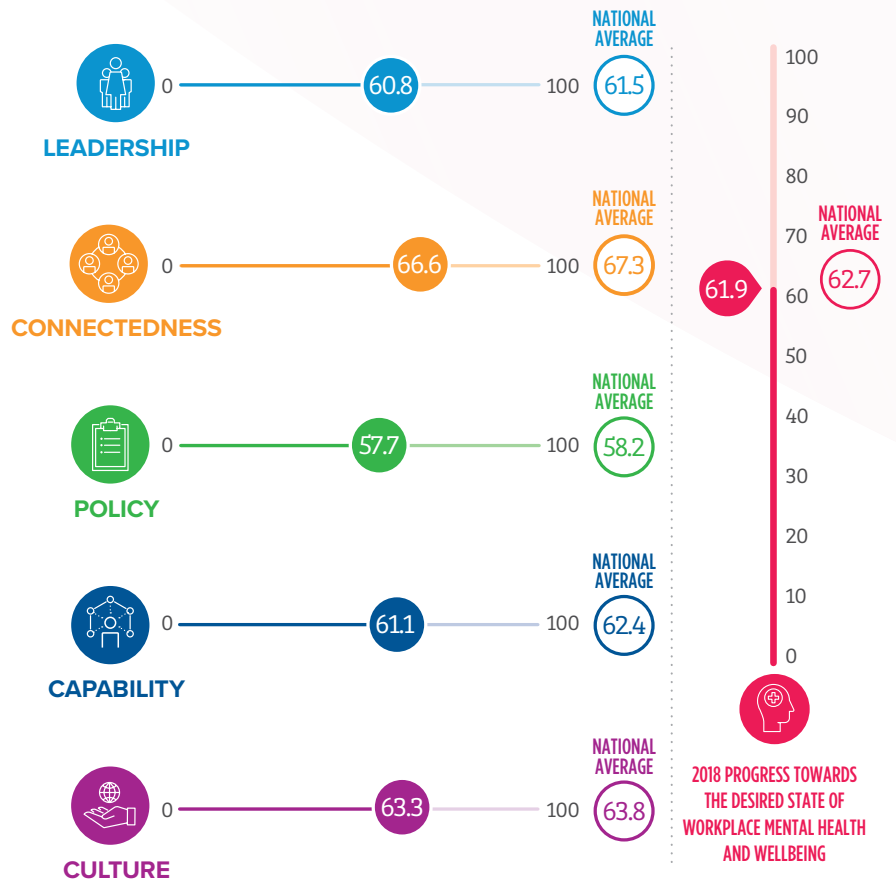 NATIONAL
AVERAGE
0
60.8
100
61.5
LEADERSHIP
NATIONAL
AVERAGE
0
66.6
100
67.3
CONNECTEDNESS
NATIONAL
AVERAGE
0
57.7
100
58.2
POLICY
NATIONAL
AVERAGE
0
61.1
100
62.4
CAPABILITY
NATIONAL
AVERAGE
0
63.3
100
63.8
CULTURE
100
90
80
70
60
50
40
30
20
10
0
61.9
NATIONAL
AVERAGE
62.7
2018 PROGRESS TOWARDS
THE DESIRED STATE OF
WORKPLACE MENTAL HEALTH
AND WELLBEING